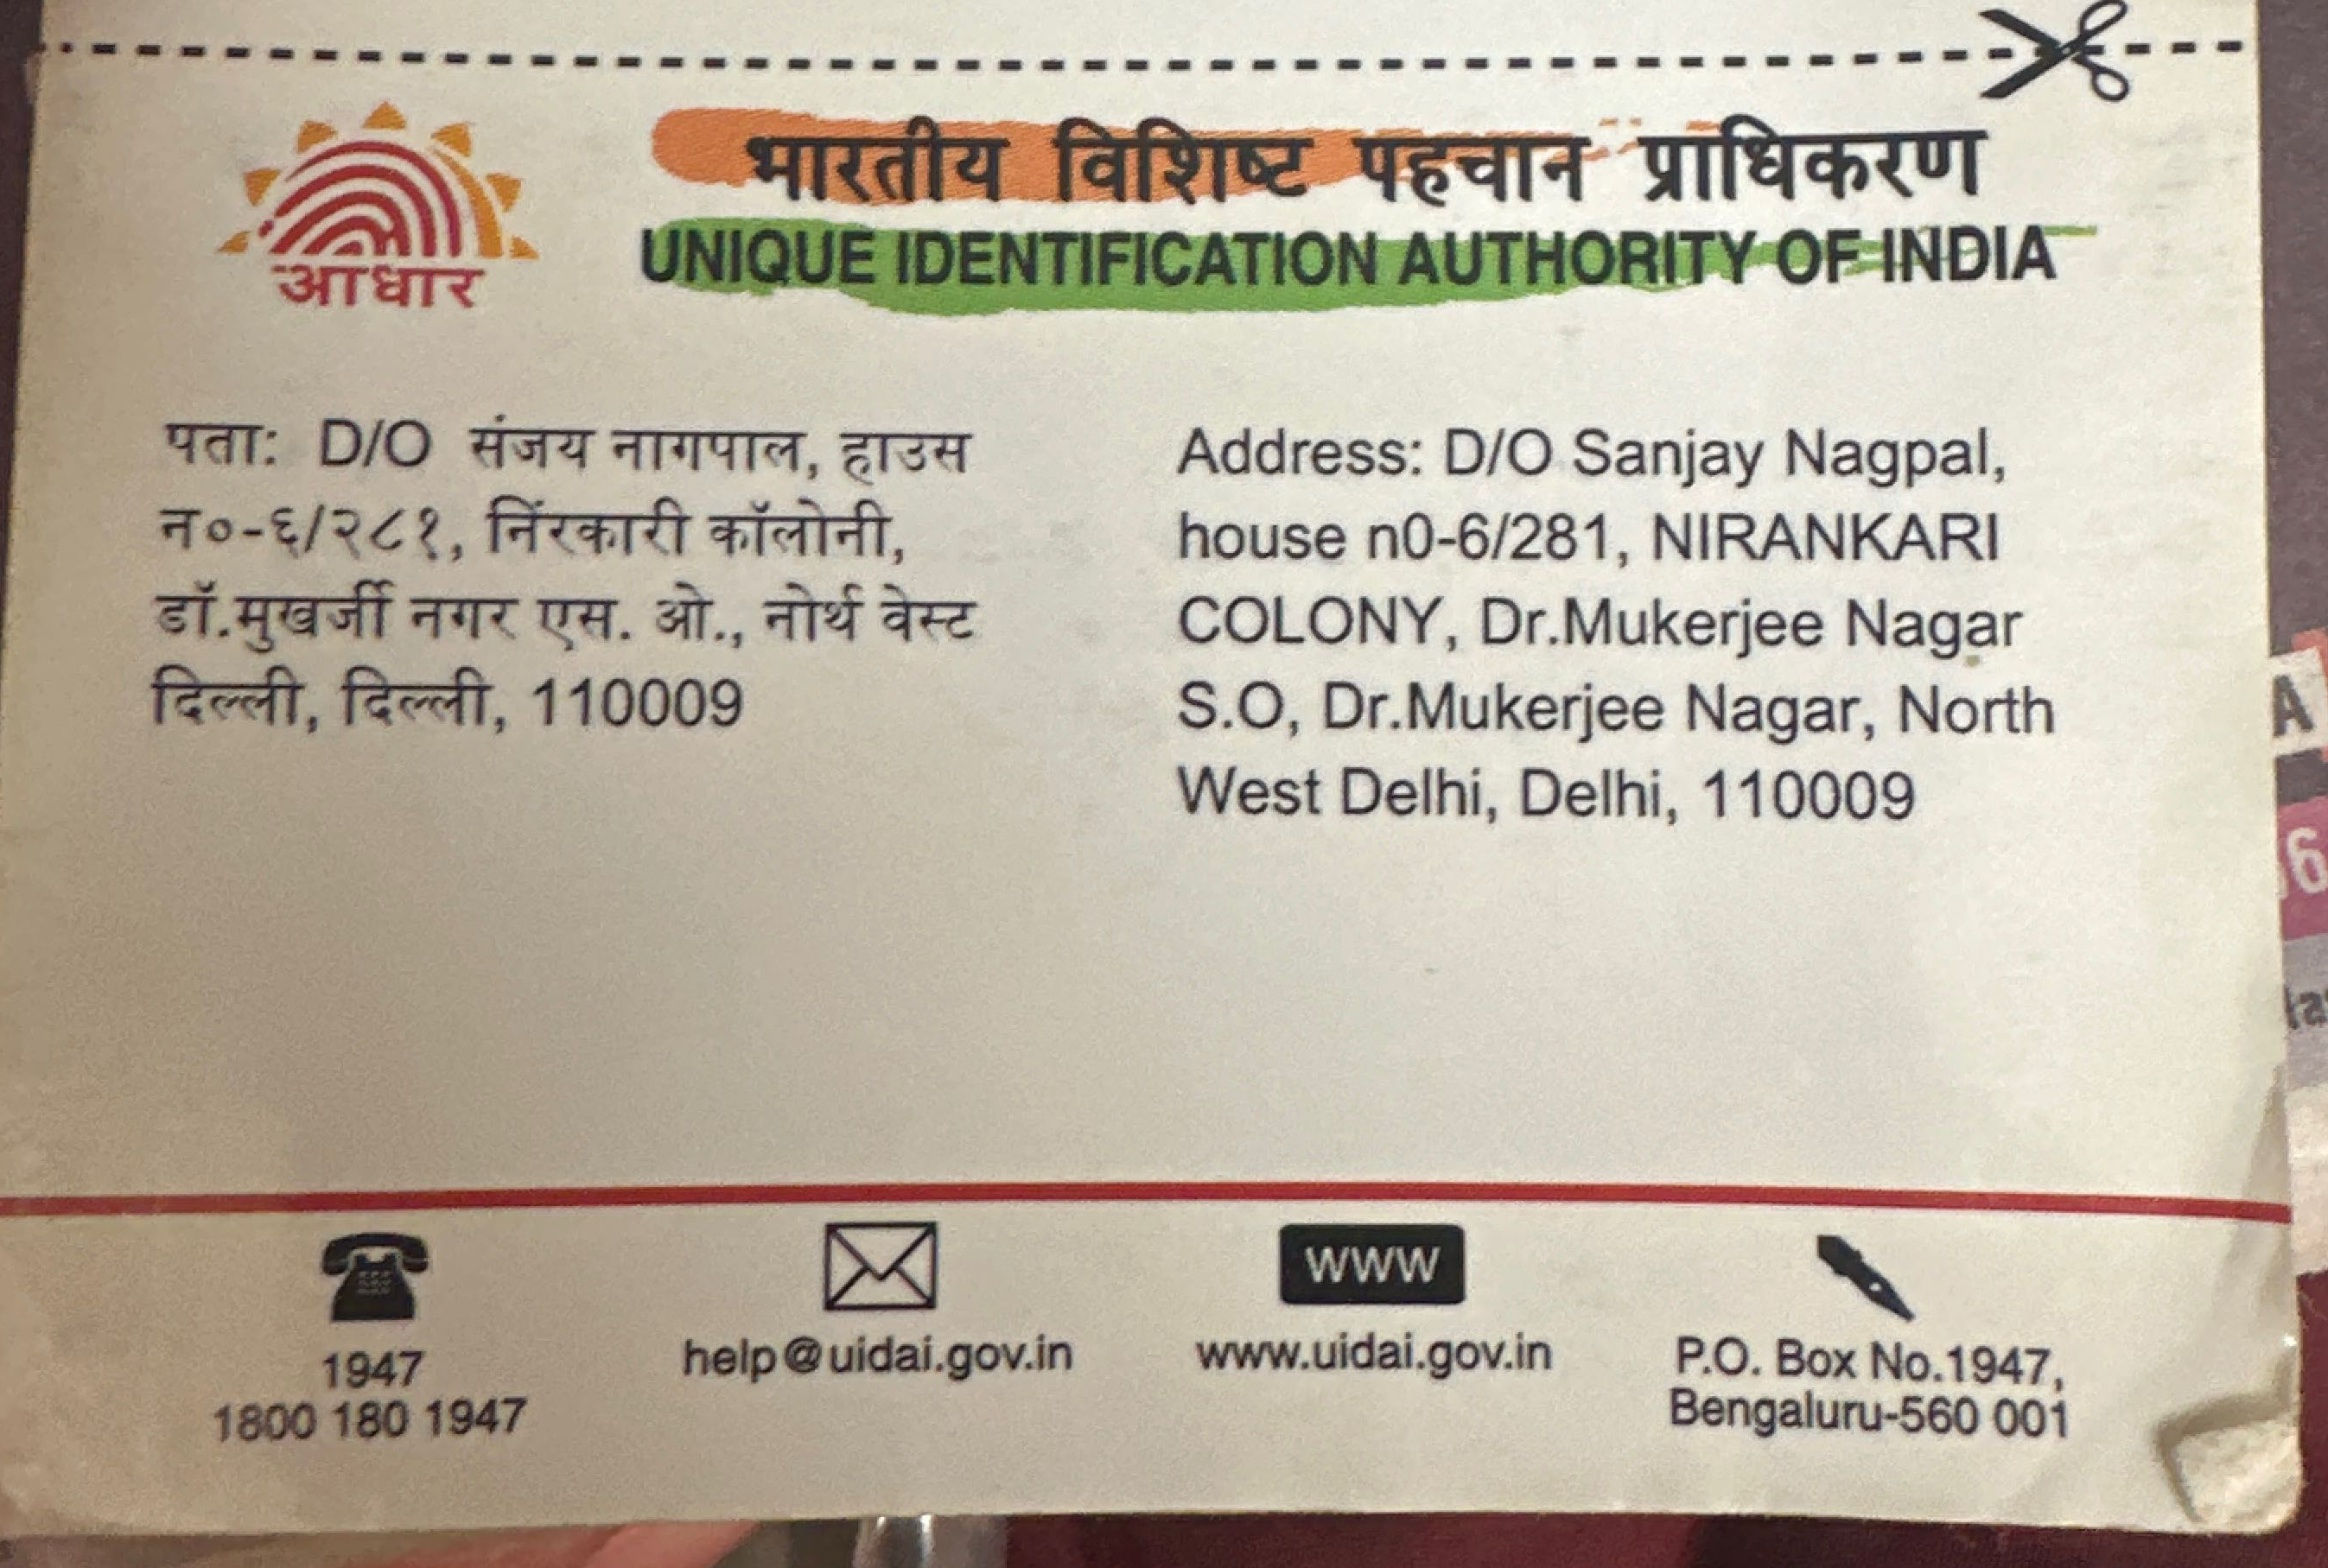 आधार
भारतीय विशिष्ट पहचान प्राधिकरण
UNIQUE IDENTIFICATION AUTHORITY OF INDIA
पता: D/O संजय नागपाल, हाउस
न०-६/२८१, निंरकारी कॉलोनी,
डॉ.मुखर्जी नगर एस. ओ., नोर्थ वेस्ट
दिल्ली, दिल्ली, 110009
Address: D/O Sanjay Nagpal,
house n0-6/281, NIRANKARI
COLONY, Dr.Mukerjee Nagar
S.O, Dr.Mukerjee Nagar, North
West Delhi, Delhi, 110009
1947
1800 180 1947
help@uidai.gov.in
www
www.uidai.gov.in
P.O. Box No.1947,
Bengaluru-560 001
A
6